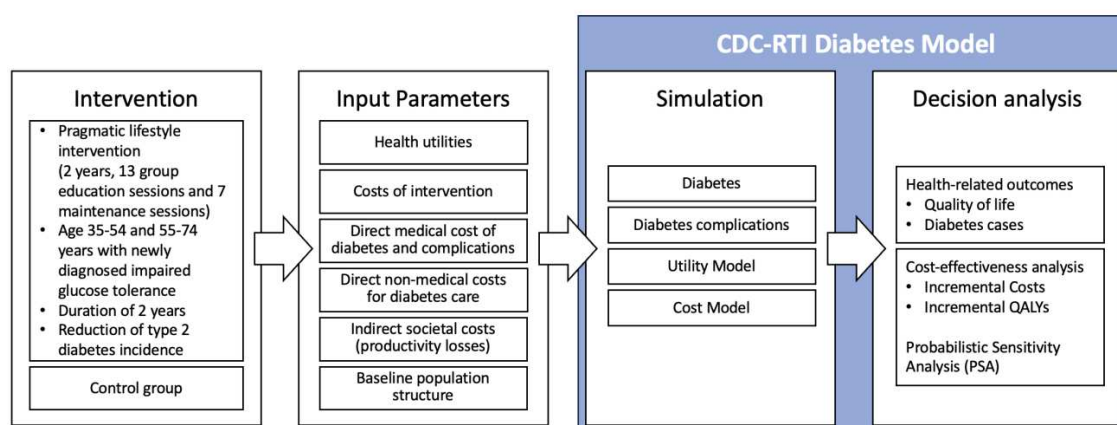 CDC-RTI Diabetes Model
Intervention
• Pragmatic lifestyle
intervention
(2 years, 13 group
education sessions and 7
maintenance sessions)
• Age 35-54 and 55-74
years with newly
diagnosed impaired
glucose tolerance
• Duration of 2 years
• Reduction of type 2
diabetes incidence
Control group
Input Parameters
Health utilities
Costs of intervention
Direct medical cost of
diabetes and complications
Direct non-medical costs
for diabetes care
Indirect societal costs
(productivity losses)
Baseline population
structure
Simulation
Diabetes
Diabetes complications
Utility Model
Cost Model
Decision analysis
Health-related outcomes
• Quality of life
• Diabetes cases
Cost-effectiveness analysis
• Incremental Costs
• Incremental QALYs
Probabilistic Sensitivity
Analysis (PSA)